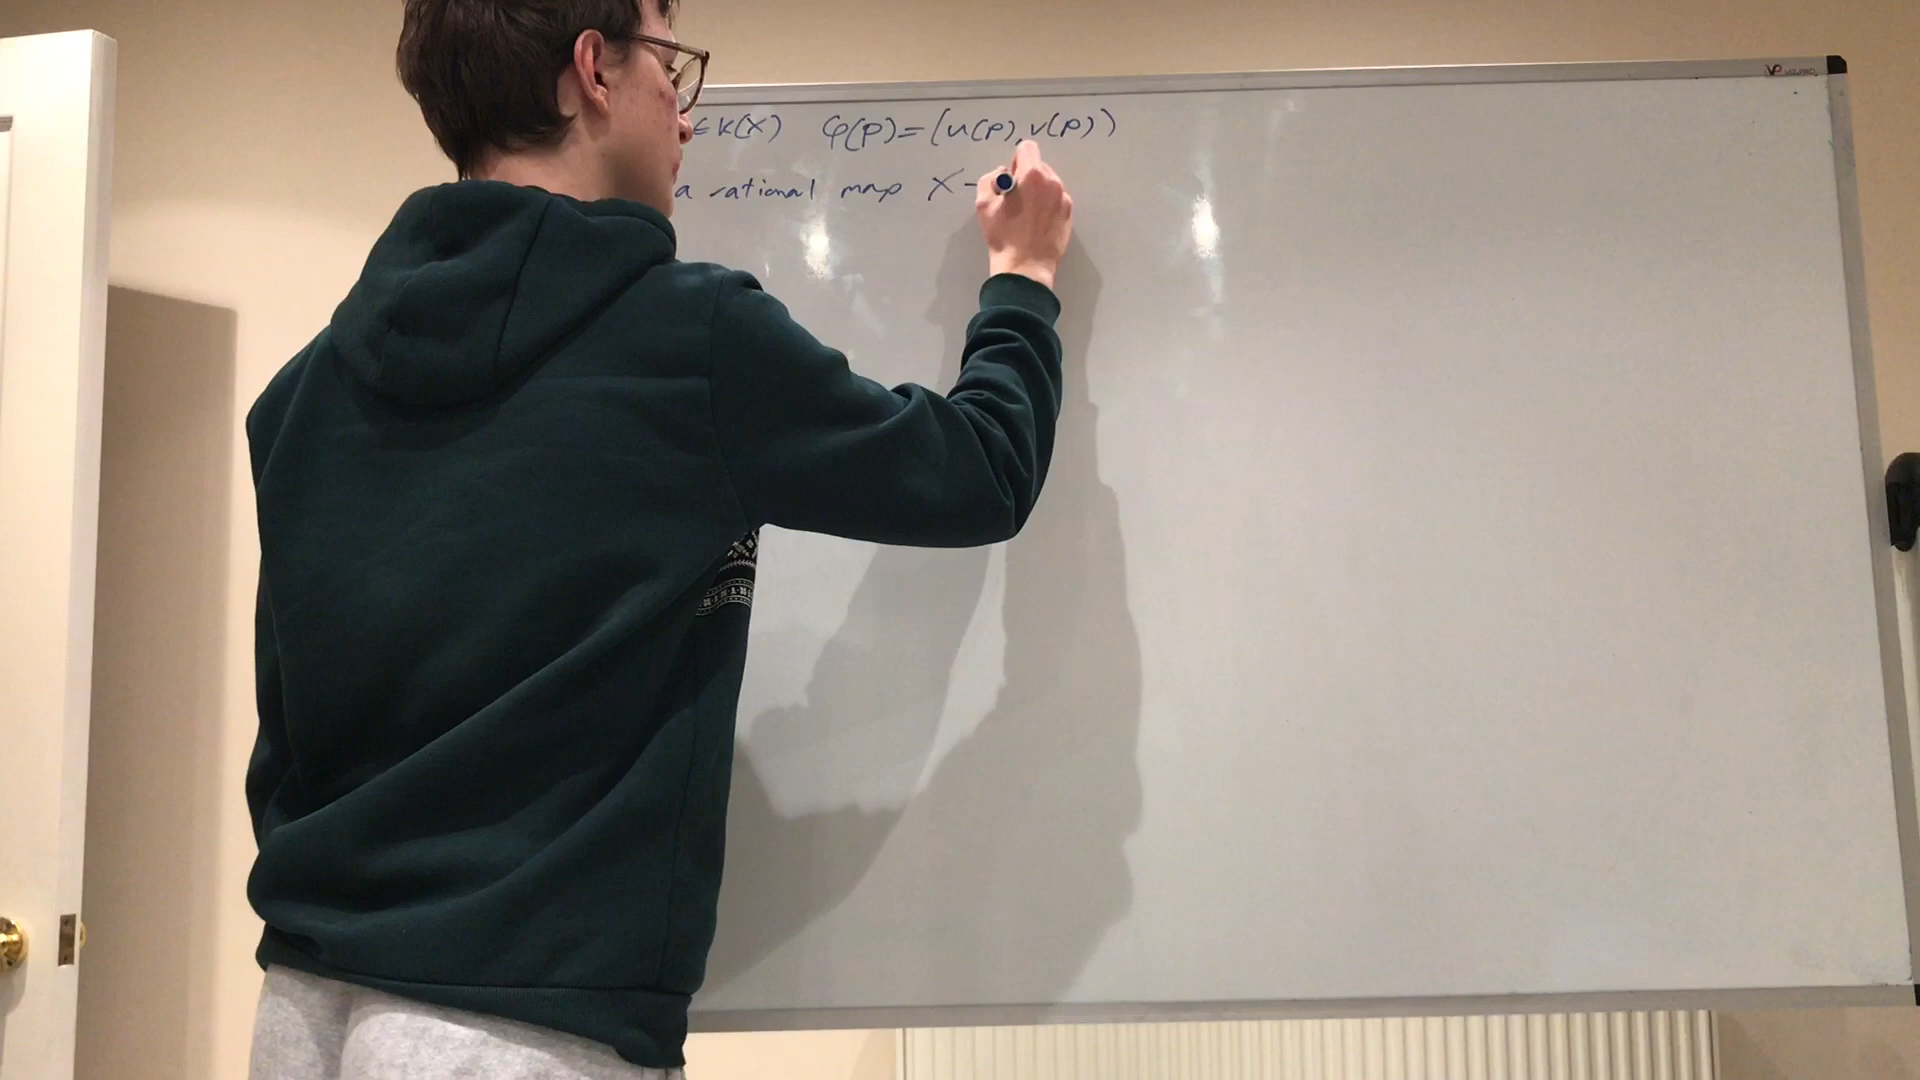 ∈ k(X) φ(p)=(u(p),v(p))
a rational map X -